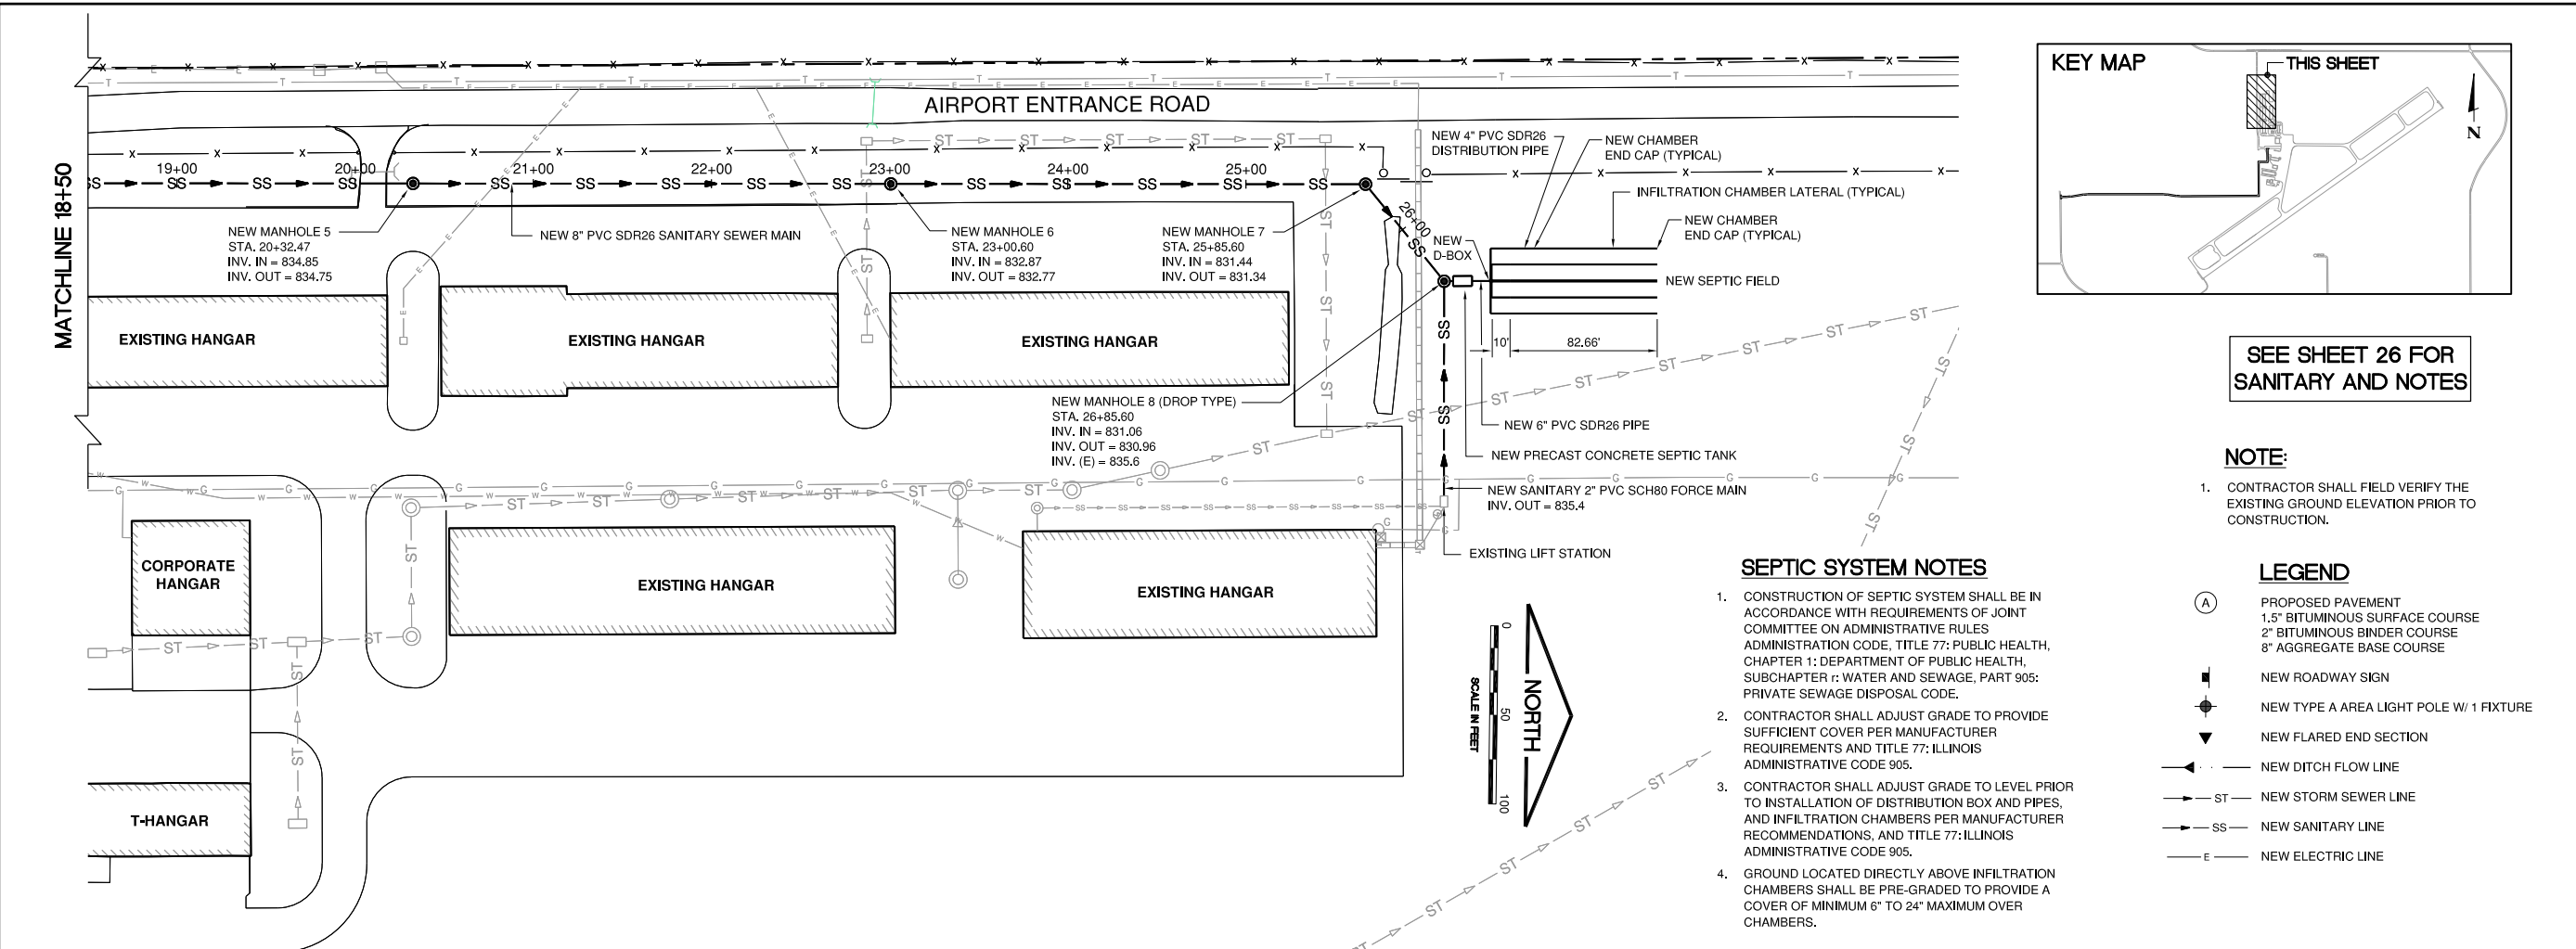 KEY MAP
THIS SHEET
N
AIRPORT ENTRANCE ROAD
MATCHLINE 18+50
19+00
20+00
21+00
22+00
23+00
24+00
25+00
26+00
NEW MANHOLE 5
STA. 20+32.47
INV. IN = 834.85
INV. OUT = 834.75
NEW 8" PVC SDR26 SANITARY SEWER MAIN
NEW MANHOLE 6
STA. 23+00.60
INV. IN = 832.87
INV. OUT = 832.77
NEW MANHOLE 7
STA. 25+85.60
INV. IN = 831.44
INV. OUT = 831.34
NEW 4" PVC SDR26
DISTRIBUTION PIPE
NEW CHAMBER
END CAP (TYPICAL)
INFILTRATION CHAMBER LATERAL (TYPICAL)
NEW CHAMBER
END CAP (TYPICAL)
NEW
D-BOX
NEW SEPTIC FIELD
10'
82.66'
EXISTING HANGAR
EXISTING HANGAR
EXISTING HANGAR
NEW MANHOLE 8 (DROP TYPE)
STA. 26+85.60
INV. IN = 831.06
INV. OUT = 830.96
INV. (E) = 835.6
NEW 6" PVC SDR26 PIPE
NEW PRECAST CONCRETE SEPTIC TANK
NEW SANITARY 2" PVC SCH80 FORCE MAIN
INV. OUT = 835.4
EXISTING LIFT STATION
CORPORATE
HANGAR
EXISTING HANGAR
EXISTING HANGAR
T-HANGAR
0
50
100
SCALE IN FEET
NORTH
SEPTIC SYSTEM NOTES
1. CONSTRUCTION OF SEPTIC SYSTEM SHALL BE IN
ACCORDANCE WITH REQUIREMENTS OF JOINT
COMMITTEE ON ADMINISTRATIVE RULES
ADMINISTRATION CODE, TITLE 77: PUBLIC HEALTH,
CHAPTER 1: DEPARTMENT OF PUBLIC HEALTH,
SUBCHAPTER r: WATER AND SEWAGE, PART 905:
PRIVATE SEWAGE DISPOSAL CODE.
2. CONTRACTOR SHALL ADJUST GRADE TO PROVIDE
SUFFICIENT COVER PER MANUFACTURER
REQUIREMENTS AND TITLE 77: ILLINOIS
ADMINISTRATIVE CODE 905.
3. CONTRACTOR SHALL ADJUST GRADE TO LEVEL PRIOR
TO INSTALLATION OF DISTRIBUTION BOX AND PIPES,
AND INFILTRATION CHAMBERS PER MANUFACTURER
RECOMMENDATIONS, AND TITLE 77: ILLINOIS
ADMINISTRATIVE CODE 905.
4. GROUND LOCATED DIRECTLY ABOVE INFILTRATION
CHAMBERS SHALL BE PRE-GRADED TO PROVIDE A
COVER OF MINIMUM 6" TO 24" MAXIMUM OVER
CHAMBERS.
SEE SHEET 26 FOR
SANITARY AND NOTES
NOTE:
1. CONTRACTOR SHALL FIELD VERIFY THE
EXISTING GROUND ELEVATION PRIOR TO
CONSTRUCTION.
LEGEND
A
PROPOSED PAVEMENT
1.5" BITUMINOUS SURFACE COURSE
2" BITUMINOUS BINDER COURSE
8" AGGREGATE BASE COURSE
NEW ROADWAY SIGN
NEW TYPE A AREA LIGHT POLE W/ 1 FIXTURE
NEW FLARED END SECTION
NEW DITCH FLOW LINE
ST NEW STORM SEWER LINE
SS NEW SANITARY LINE
E NEW ELECTRIC LINE